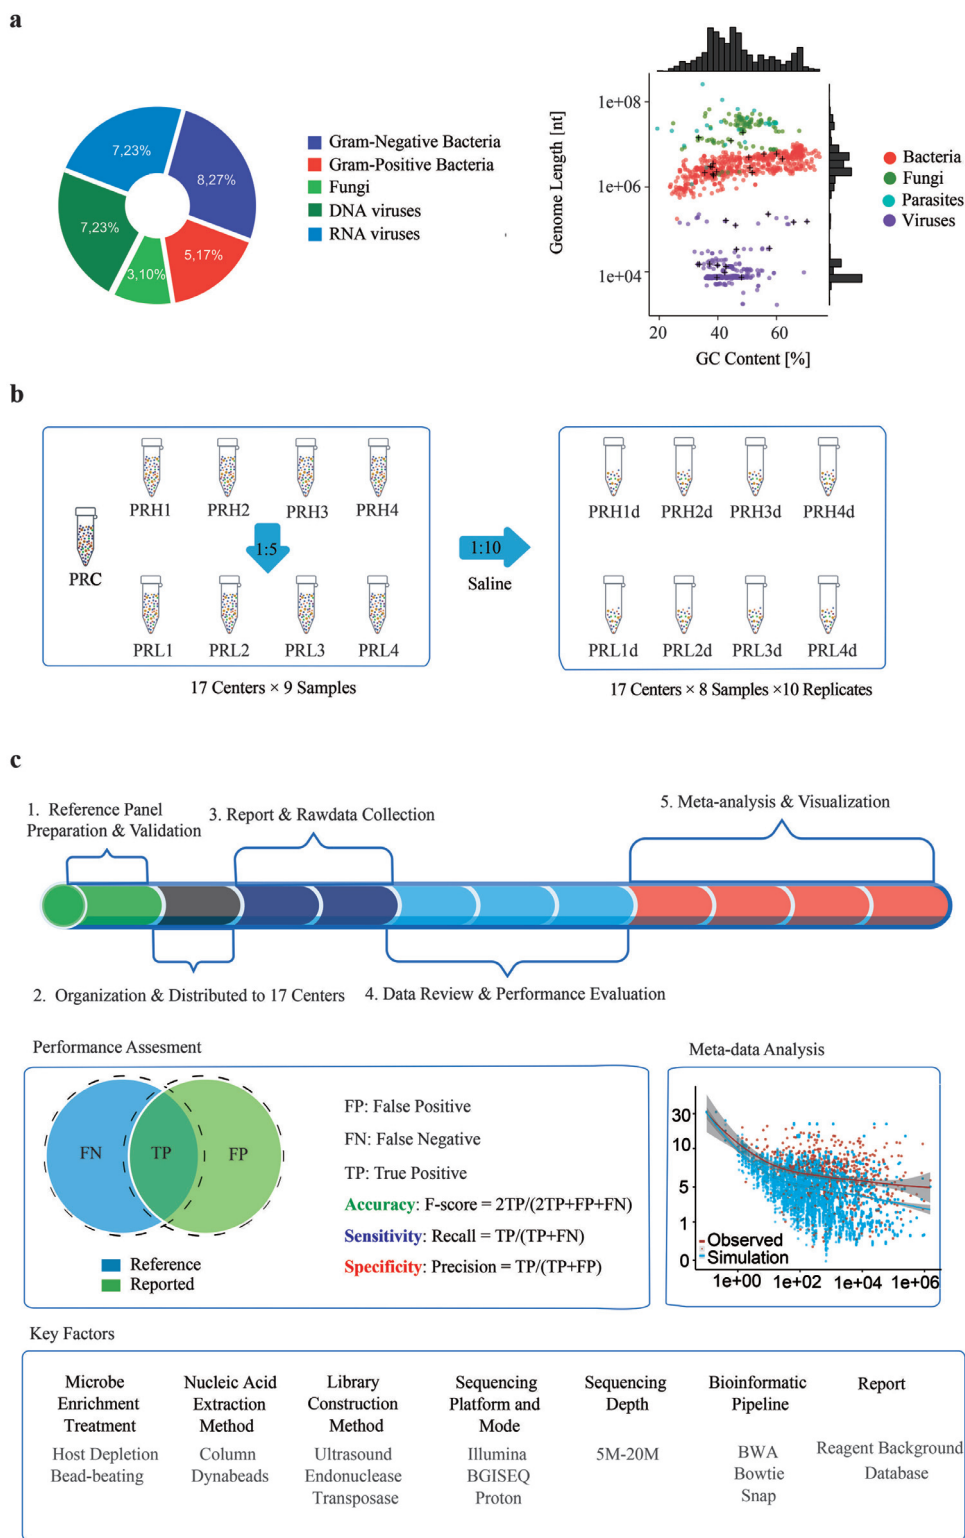 a
7,23%
8,27%
7,23%
5,17%
3,10%
Gram-Negative Bacteria
Gram-Positive Bacteria
Fungi
DNA viruses
RNA viruses
Genome Length [nt]
1e+08
1e+06
1e+04
20
40
60
GC Content [%]
Bacteria
Fungi
Parasites
Viruses
b
PRC
PRH1
PRH2
PRH3
PRH4
1:5
PRL1
PRL2
PRL3
PRL4
17 Centers × 9 Samples
1:10
Saline
PRH1d
PRH2d
PRH3d
PRH4d
PRL1d
PRL2d
PRL3d
PRL4d
17 Centers × 8 Samples ×10 Replicates
c
1. Reference Panel
Preparation & Validation
3. Report & Rawdata Collection
5. Meta-analysis & Visualization
2. Organization & Distributed to 17 Centers
4. Data Review & Performance Evaluation
Performance Assesment
FN
TP
FP
Reference
Reported
FP: False Positive
FN: False Negative
TP: True Positive
Accuracy: F-score = 2TP/(2TP+FP+FN)
Sensitivity: Recall = TP/(TP+FN)
Specificity: Precision = TP/(TP+FP)
Meta-data Analysis
30
10
5
1
0
Observed
Simulation
1e+00
1e+02
1e+04
1e+06
Key Factors
Microbe
Enrichment
Treatment
Host Depletion
Bead-beating
Nucleic Acid
Extraction
Method
Column
Dynabeads
Library
Construction
Method
Ultrasound
Endonuclease
Transposase
Sequencing
Platform and
Mode
Illumina
BGISEQ
Proton
Sequencing
Depth
5M-20M
Bioinformatic
Pipeline
BWA
Bowtie
Snap
Report
Reagent Background
Database